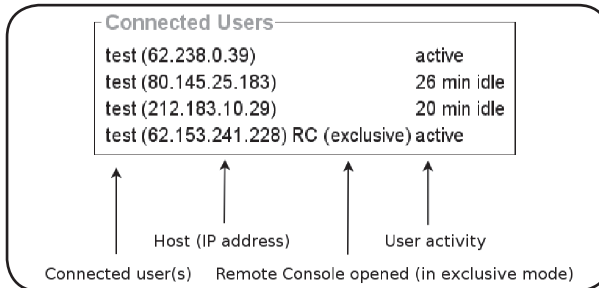 Connected Users
test (62.238.0.39) active
test (80.145.25.183) 26 min idle
test (212.183.10.29) 20 min idle
test (62.153.241.228) RC (exclusive) active
Host (IP address) User activity
Connected user(s) Remote Console opened (in exclusive mode)